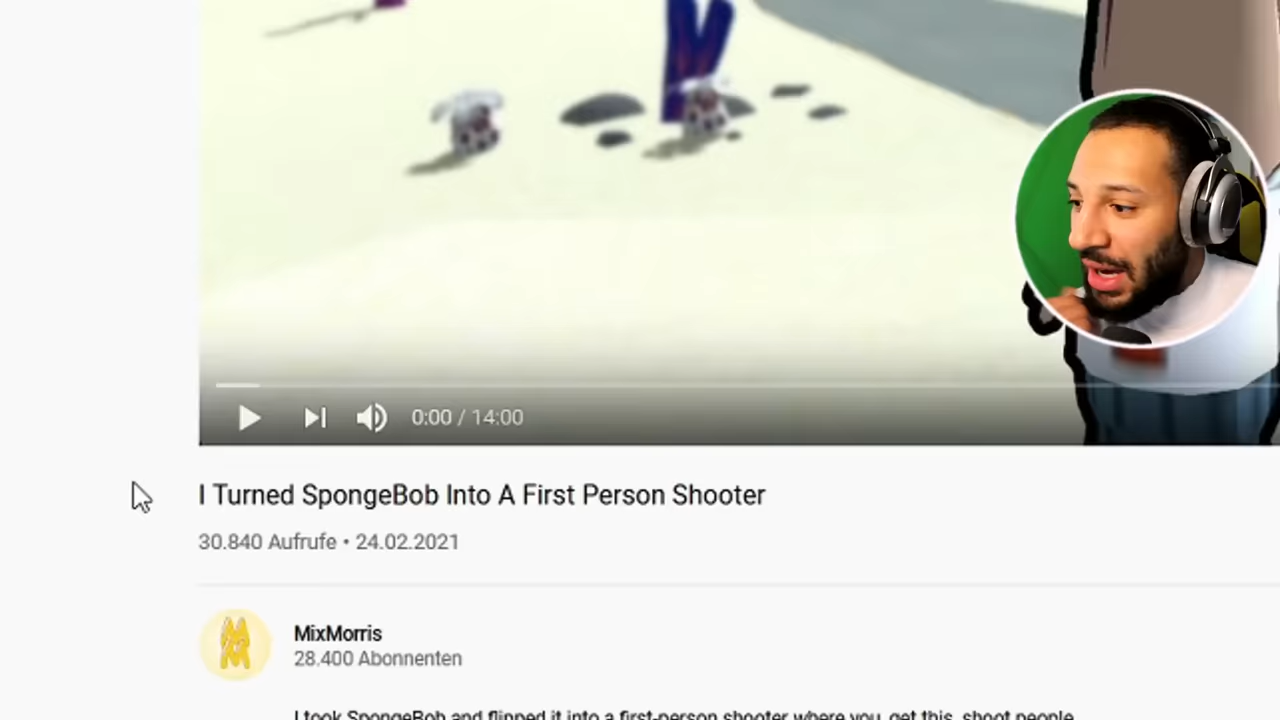 0:00 / 14:00
I Turned SpongeBob Into A First Person Shooter
30.840 Aufrufe • 24.02.2021
MixMorris
28.400 Abonnenten
I took SpongeBob and flipped it into a first-person shooter where you, get this, shoot people